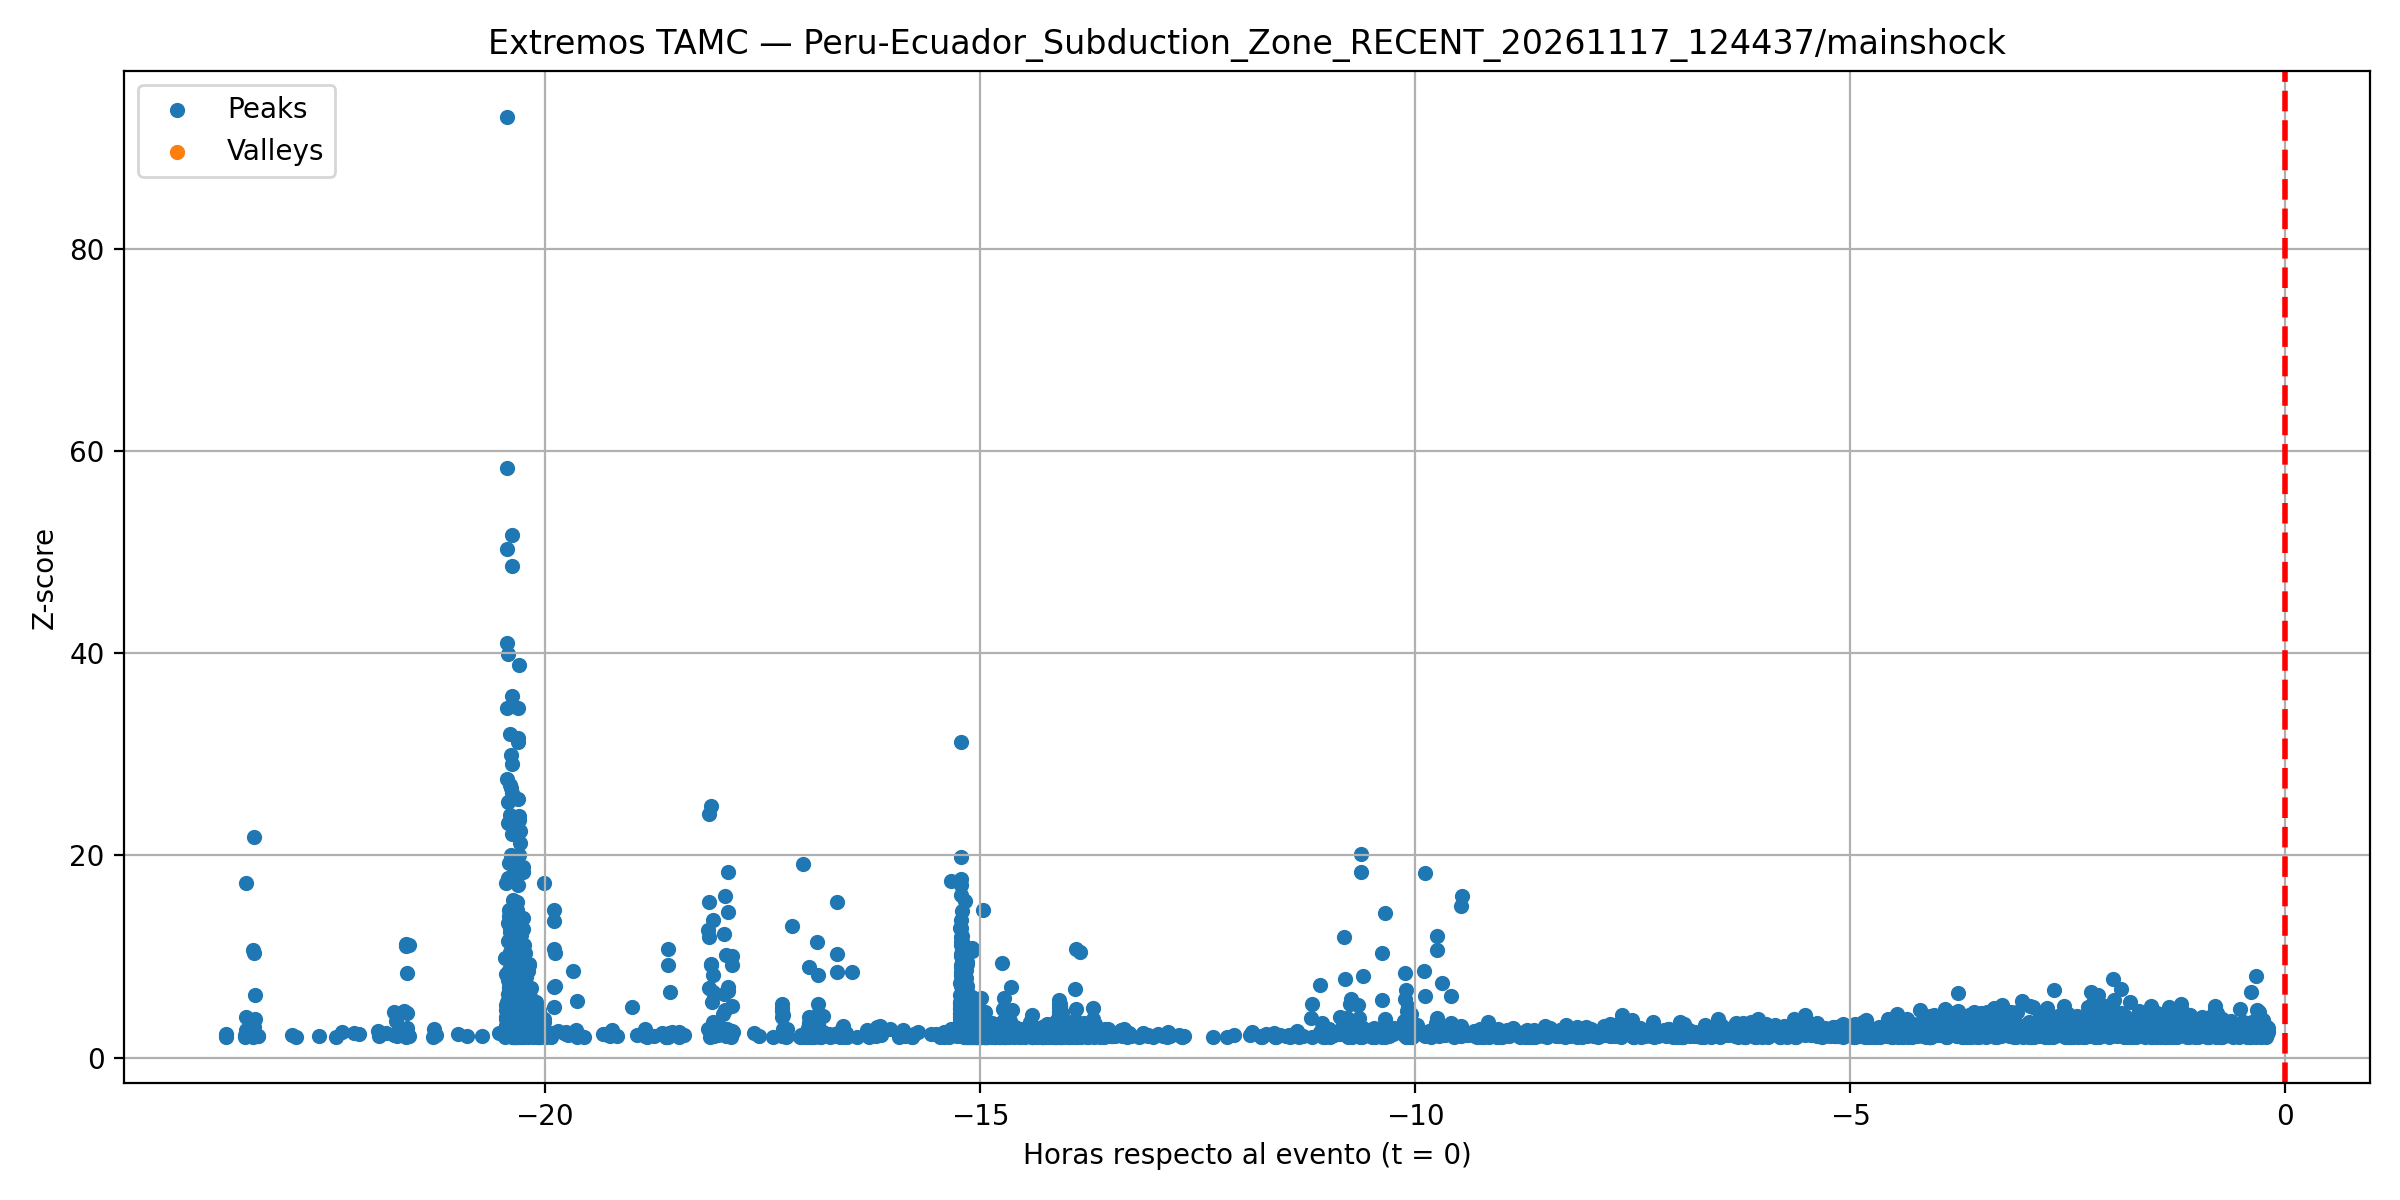 Extremos TAMC — Peru-Ecuador_Subduction_Zone_RECENT_20261117_124437/mainshock
Peaks
Valleys
80
60
40
20
0
Z-score
−20
−15
−10
−5
0
Horas respecto al evento (t = 0)